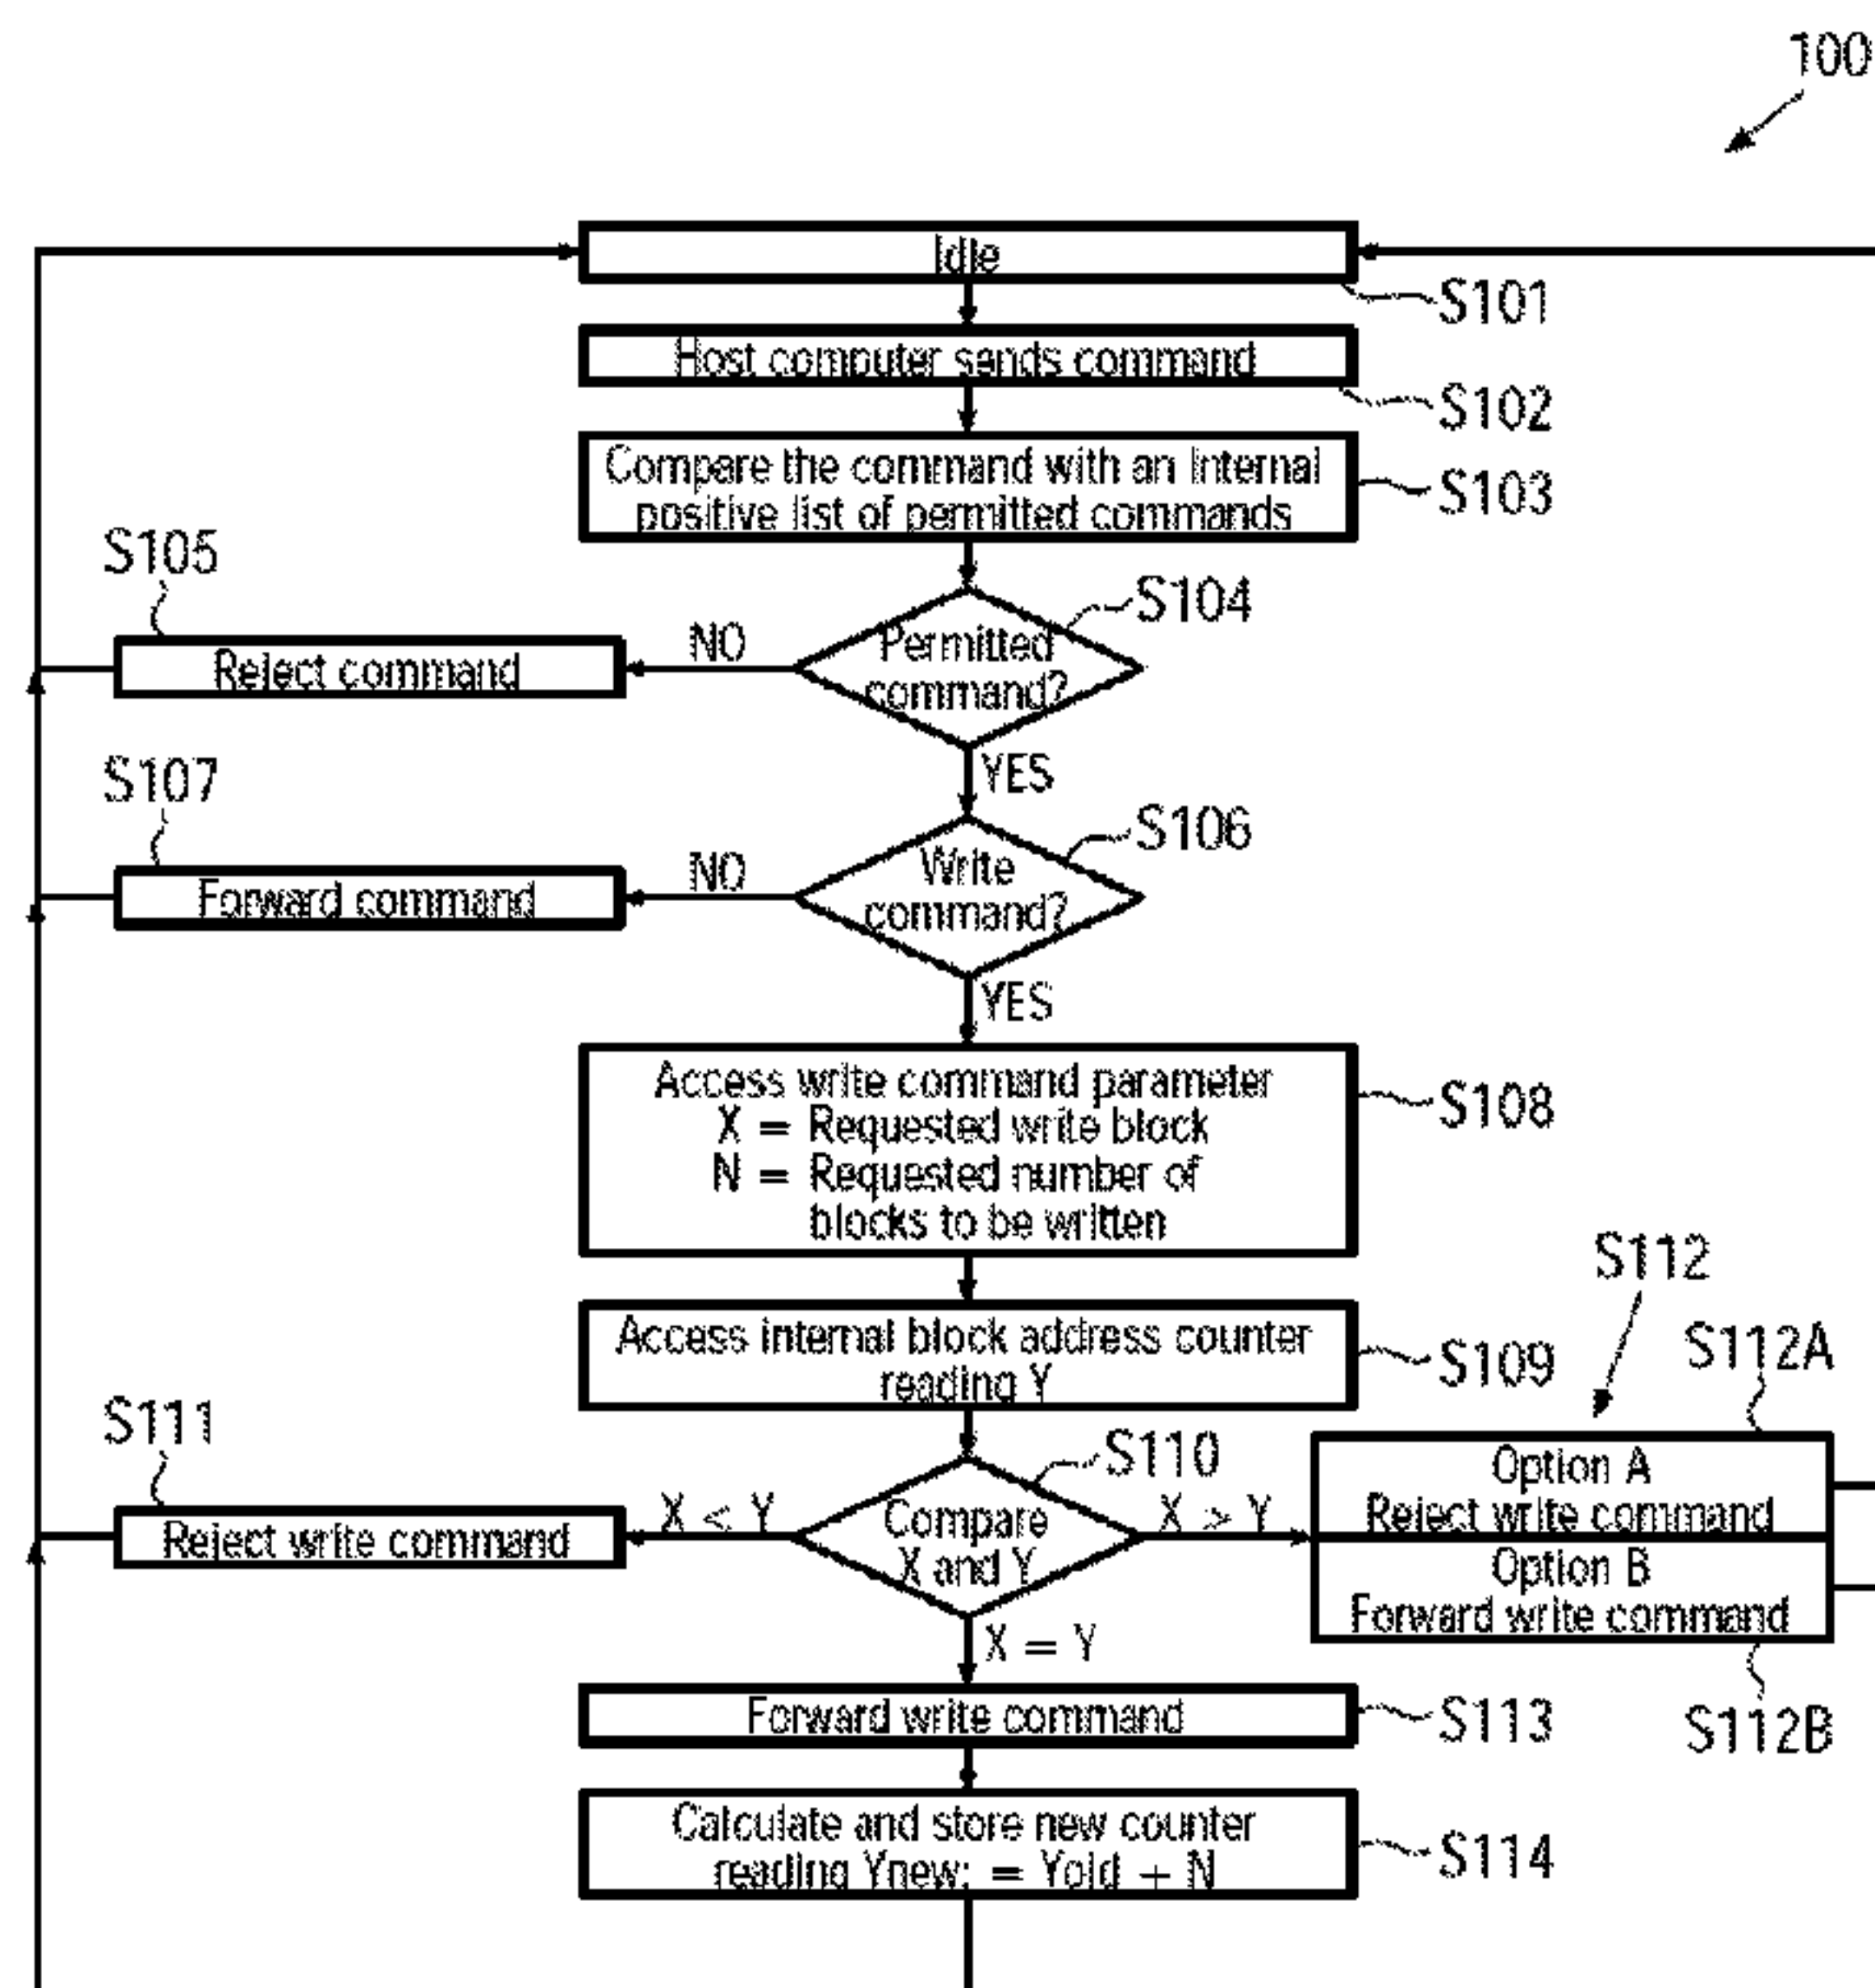 100
Idle
S101
Host computer sends command
S102
Compare the command with an internal
positive list of permitted commands
S103
S105
S104
Reject command
NO
Permitted
command?
YES
S107
S106
Forward command
NO
Write
command?
YES
Access write command parameter
X = Requested write block
N = Requested number of
blocks to be written
S108
S112
Access internal block address counter
reading Y
S109
S112A
S111
S110
Reject write command
X < Y
Compare
X and Y
X > Y
Option A
Reject write command
Option B
Forward write command
X = Y
Forward write command
S113
S112B
Calculate and store new counter
reading Ynew: = Yold + N
S114